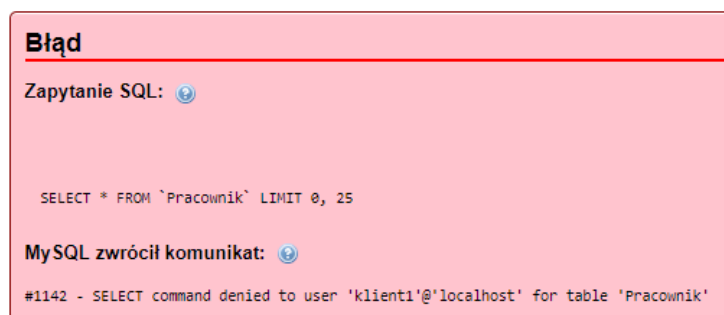 Błąd
Zapytanie SQL:
SELECT * FROM `Pracownik` LIMIT 0, 25
MySQL zwrócił komunikat:
#1142 - SELECT command denied to user 'klient1'@'localhost' for table 'Pracownik'